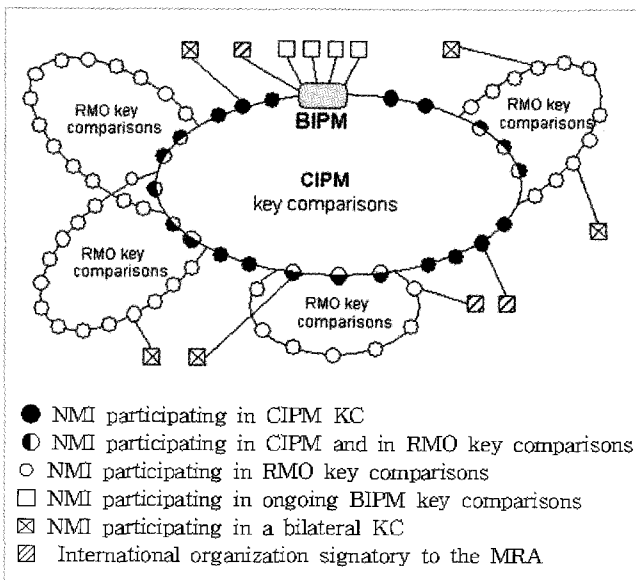 RMO key
comparisons
BIPM
RMO key
comparisons
CIPM
key comparisons
RMO key
comparisons
RMO key
comparisons
NMI participating in CIPM KC
NMI participating in CIPM and in RMO key comparisons
NMI participating in RMO key comparisons
NMI participating in ongoing BIPM key comparisons
NMI participating in a bilateral KC
International organization signatory to the MRA